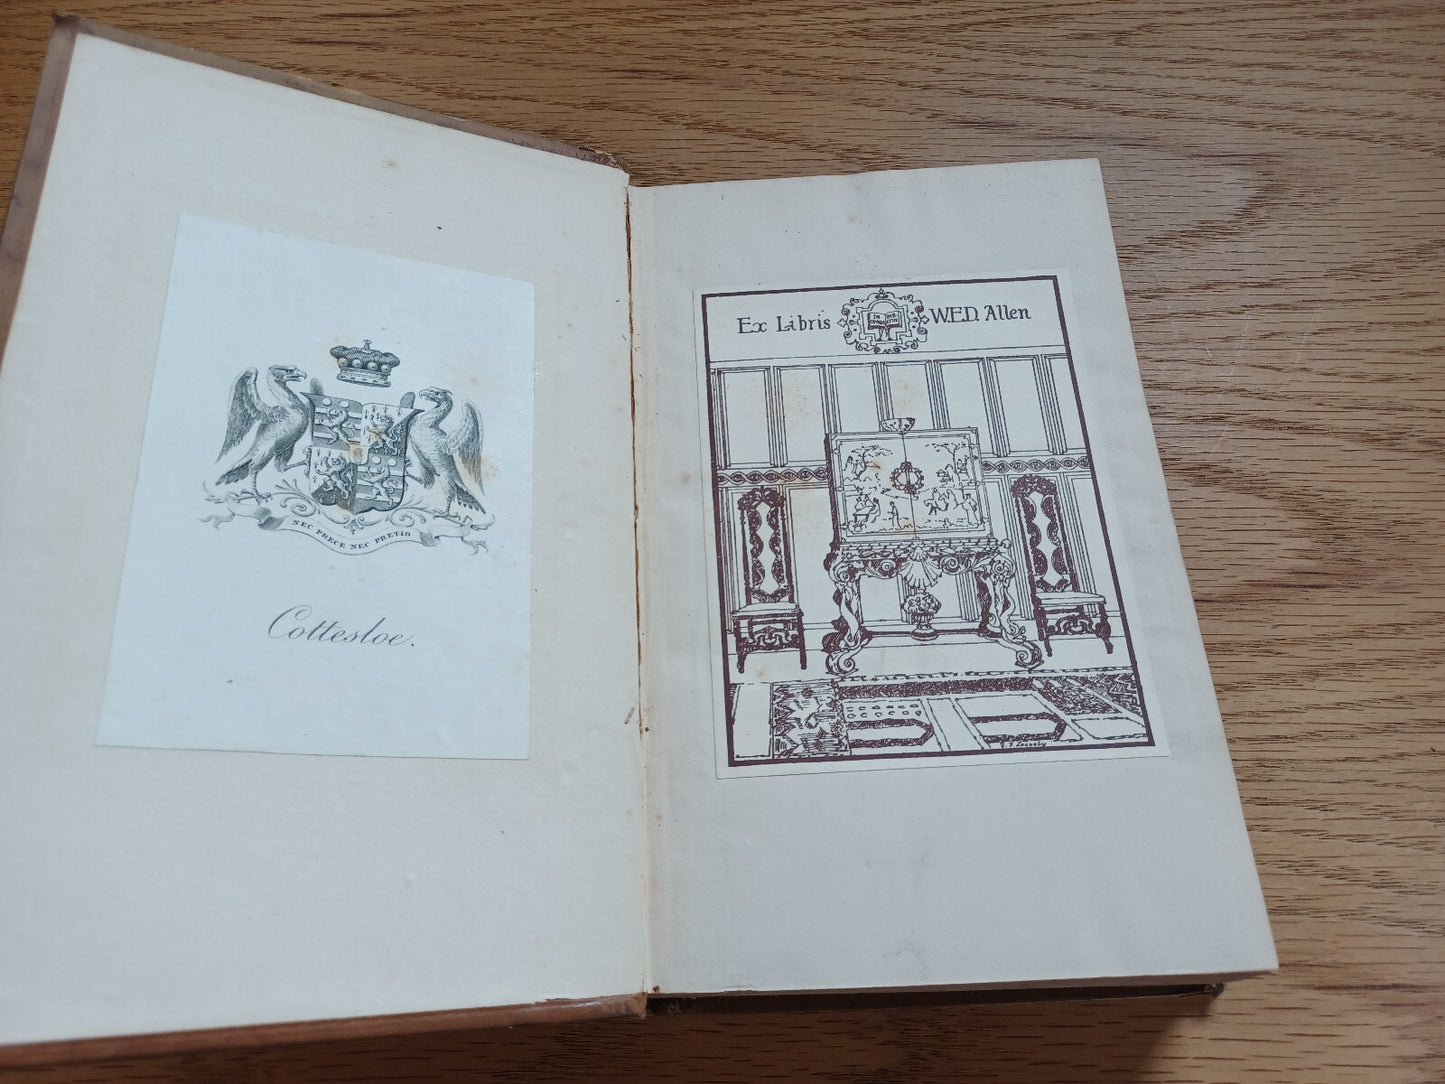 NEC PRECE NEC PRETIO
Cottesloe.
Ex Libris W.E.D. Allen